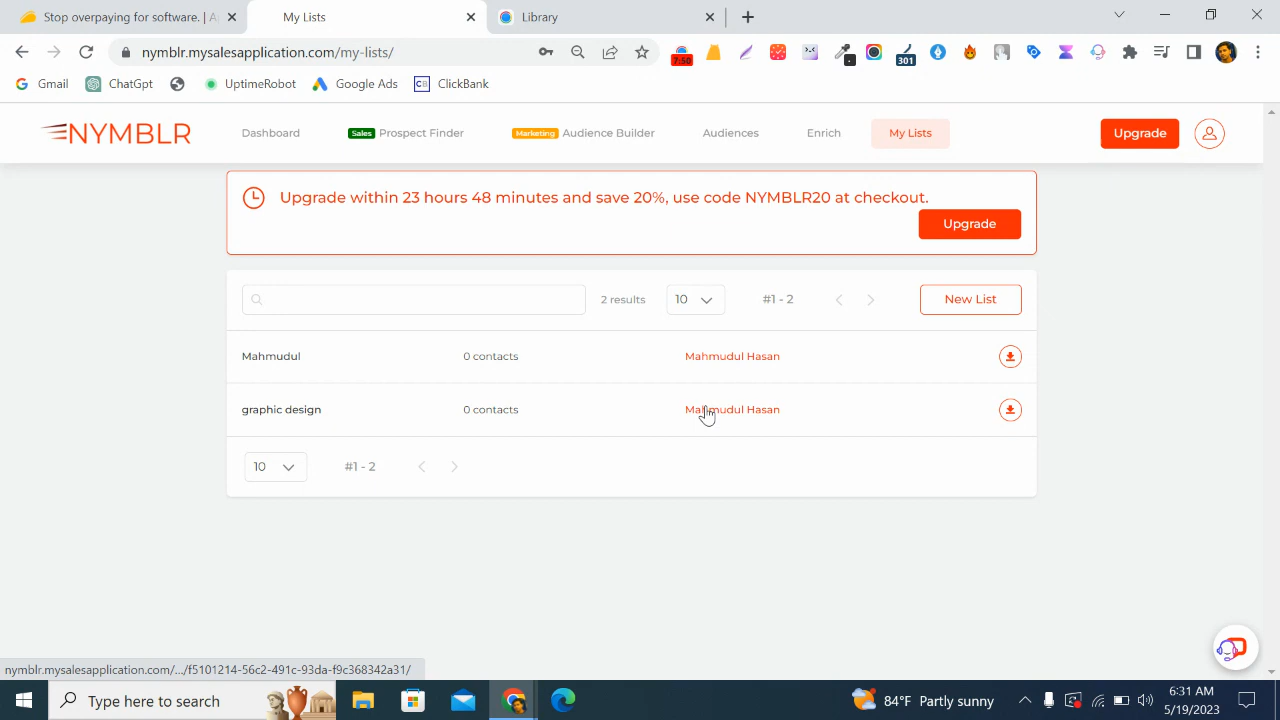 Stop overpaying for software. | A
My Lists
Library
nymblr.mysalesapplication.com/my-lists/
7:50
301
Gmail
ChatGPT
UptimeRobot
Google Ads
CB
ClickBank
NYMBLR
Dashboard
Sales Prospect Finder
Marketing Audience Builder
Audiences
Enrich
My Lists
Upgrade
Upgrade within 23 hours 48 minutes and save 20%, use code NYMBLR20 at checkout.
Upgrade
2 results
10
#1 - 2
New List
Mahmudul 0 contacts Mahmudul Hasan
graphic design 0 contacts Mahmudul Hasan
10 #1 - 2
nymblr.mysalesapplication.com/.../f5101214-56c2-491c-93da-f9c368342a31/
Type here to search
84°F Partly sunny
6:31 AM
5/19/2023